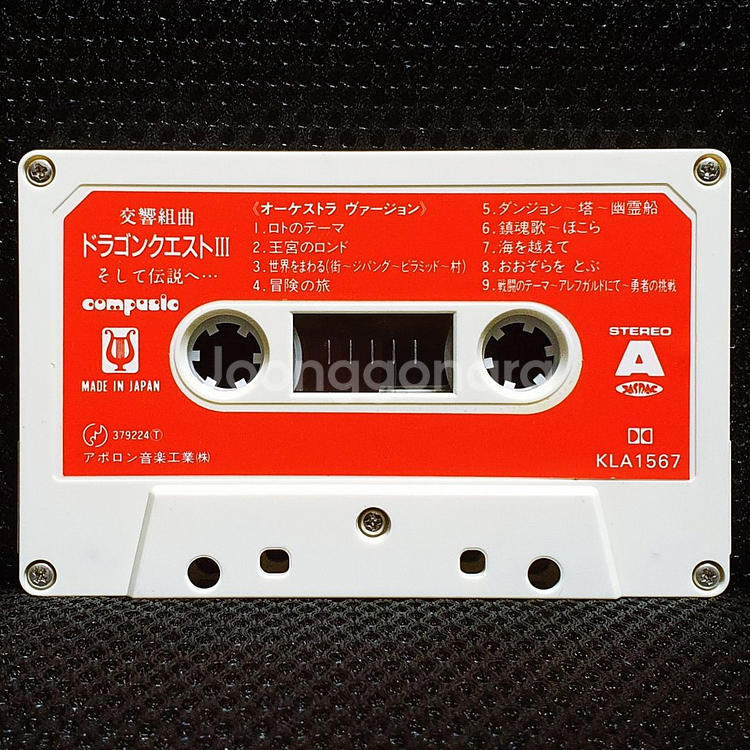 交響組曲
ドラゴンクエストIII
そして伝説へ…
compusic
MADE IN JAPAN
379224Ⓣ
アポロン音楽工業㈱
《オーケストラ ヴァージョン》
1.ロトのテーマ
2.王宮のロンド
3.世界をまわる(街～ジパング～ピラミッド～村)
4.冒険の旅
5.ダンジョン～塔～幽霊船
6.鎮魂歌～ほこら
7.海を越えて
8.おおぞらを とぶ
9.戦闘のテーマ～アレフガルドにて～勇者の挑戦
STEREO
A
JASRAC
KLA1567
Joonggonara